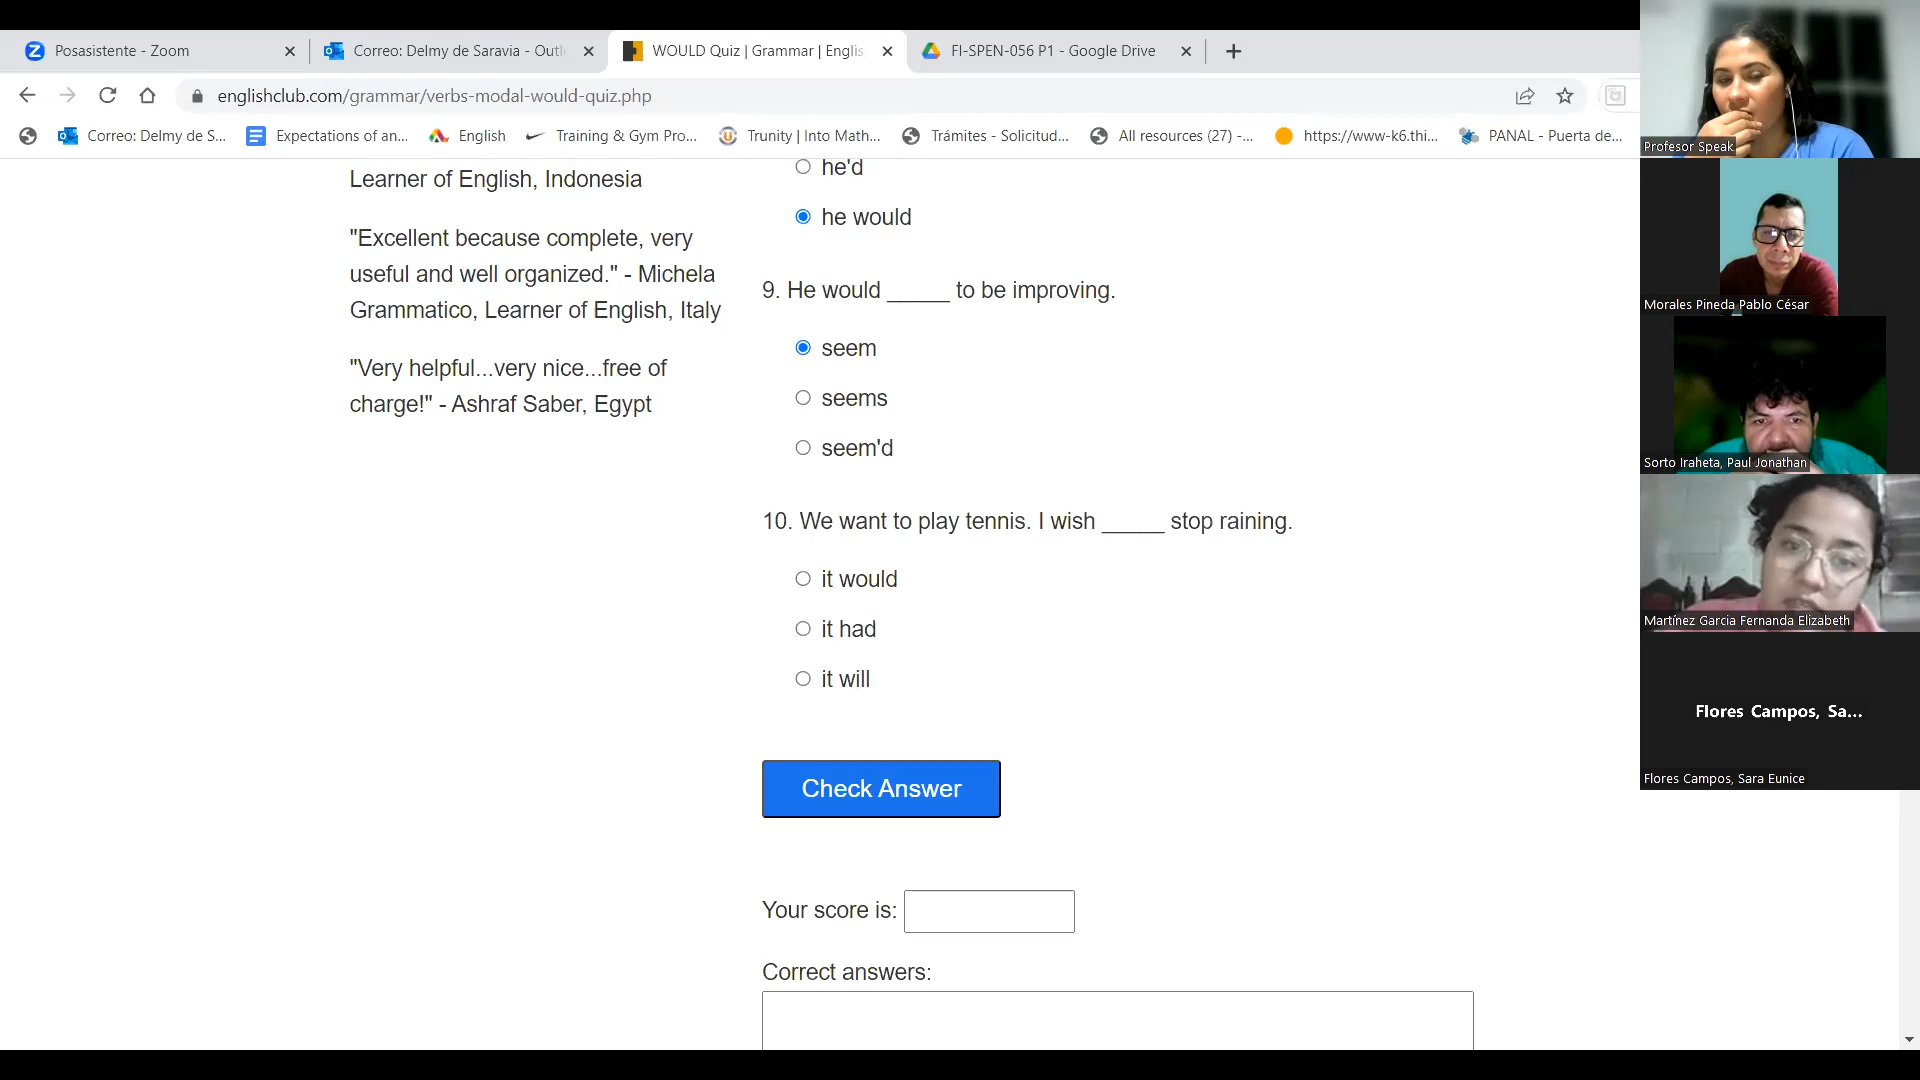 Posasistente - Zoom
Correo: Delmy de Saravia - Outl
WOULD Quiz | Grammar | Englis
FI-SPEN-056 P1 - Google Drive
englishclub.com/grammar/verbs-modal-would-quiz.php
Correo: Delmy de S...
Expectations of an...
English
Training & Gym Pro...
Trunity | Into Math...
Trámites - Solicitud...
All resources (27) -...
https://www-k6.thi...
PANAL - Puerta de...
Learner of English, Indonesia
"Excellent because complete, very
useful and well organized." - Michela
Grammatico, Learner of English, Italy
"Very helpful...very nice...free of
charge!" - Ashraf Saber, Egypt
he'd
he would
9. He would _____ to be improving.
seem
seems
seem'd
10. We want to play tennis. I wish _____ stop raining.
it would
it had
it will
Check Answer
Your score is:
Correct answers:
Profesor Speak
Morales Pineda Pablo César
Sorto Iraheta, Paul Jonathan
Martínez Garcia Fernanda Elizabeth
Flores Campos, Sa...
Flores Campos, Sara Eunice